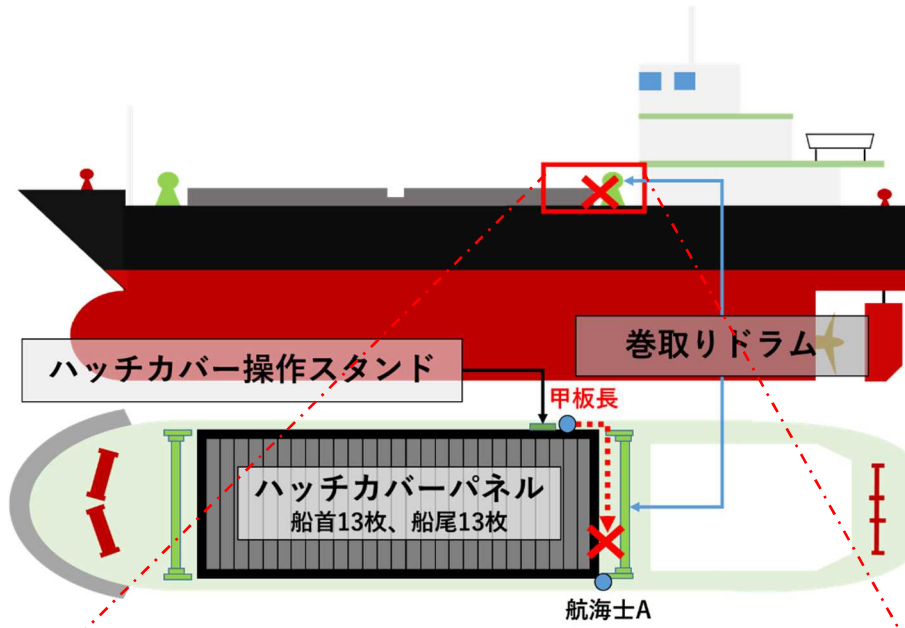 巻取りドラム
ハッチカバー操作スタンド
甲板長
ハッチカバーパネル
船首13枚、船尾13枚
航海士A